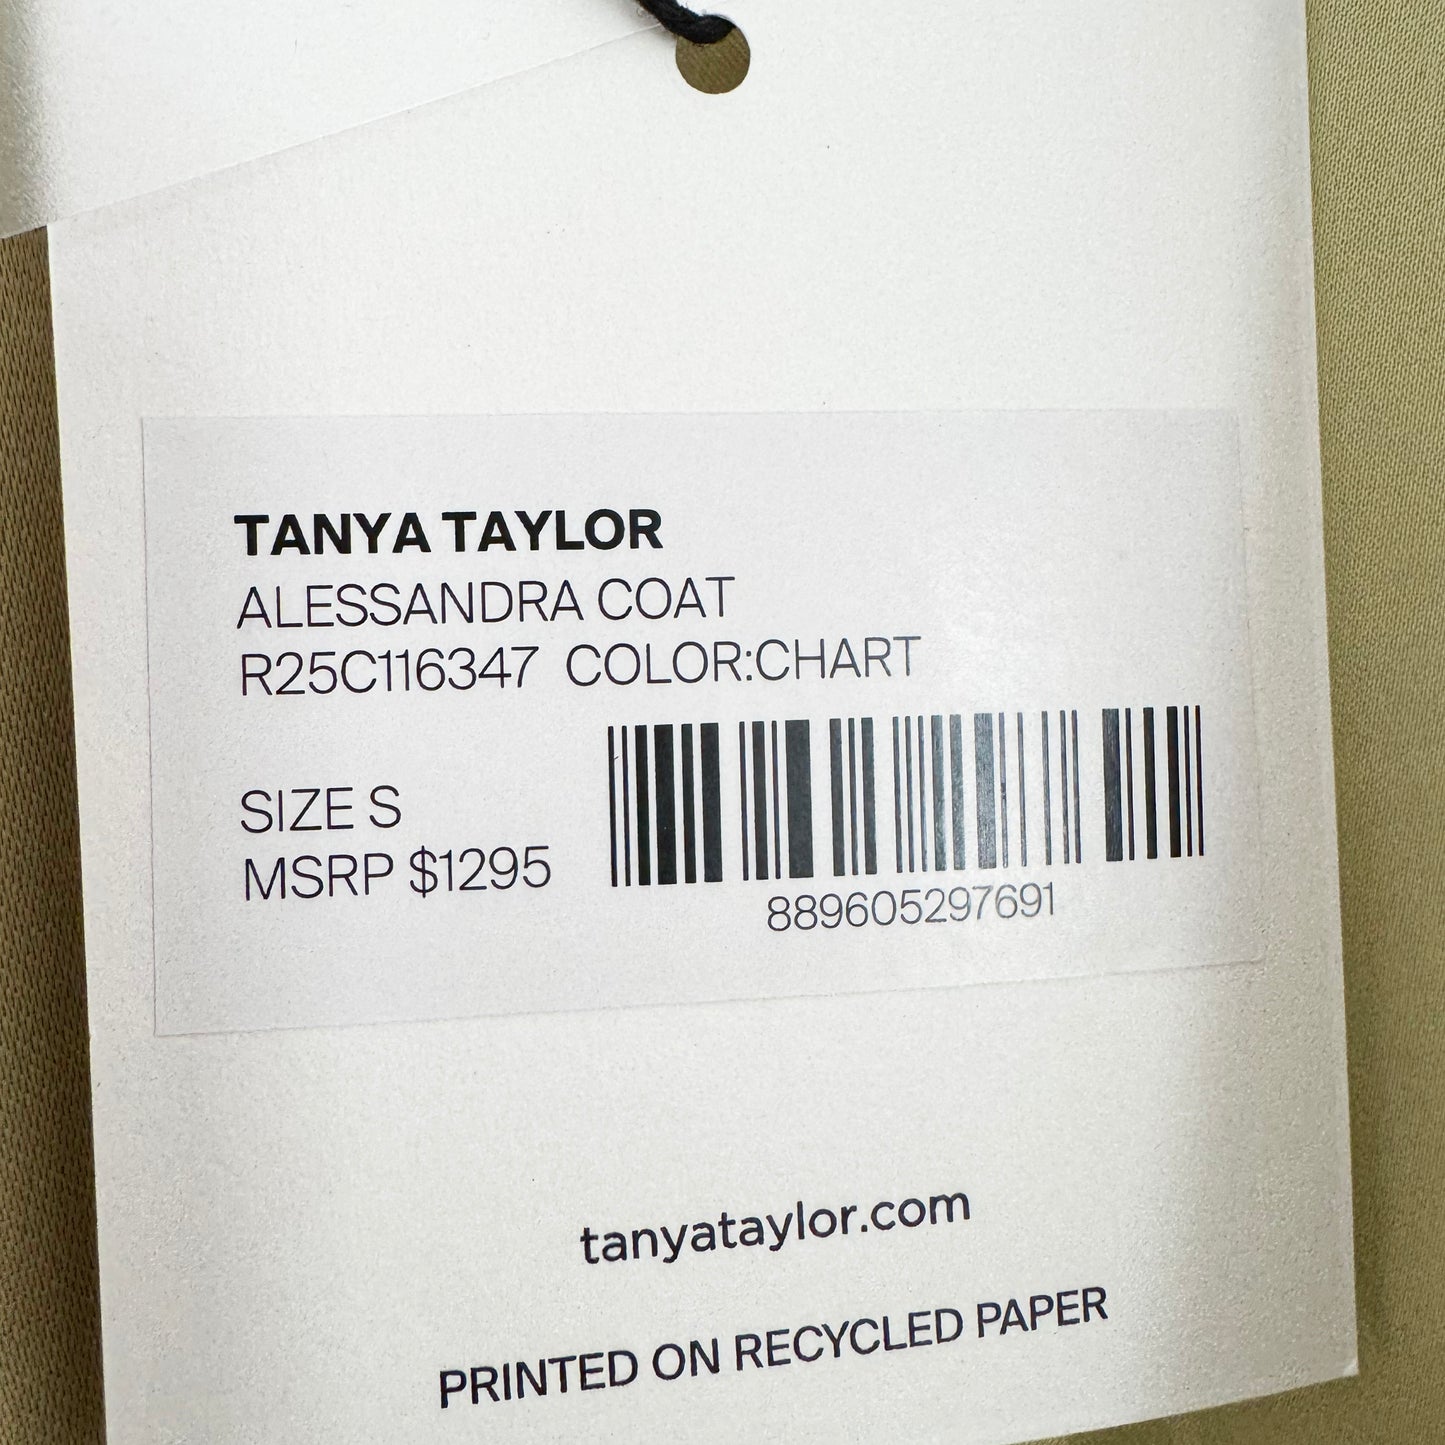 TANYA TAYLOR
ALESSANDRA COAT
R25C116347 COLOR:CHART
SIZE S
MSRP $1295
889605297691
tanyataylor.com
PRINTED ON RECYCLED PAPER